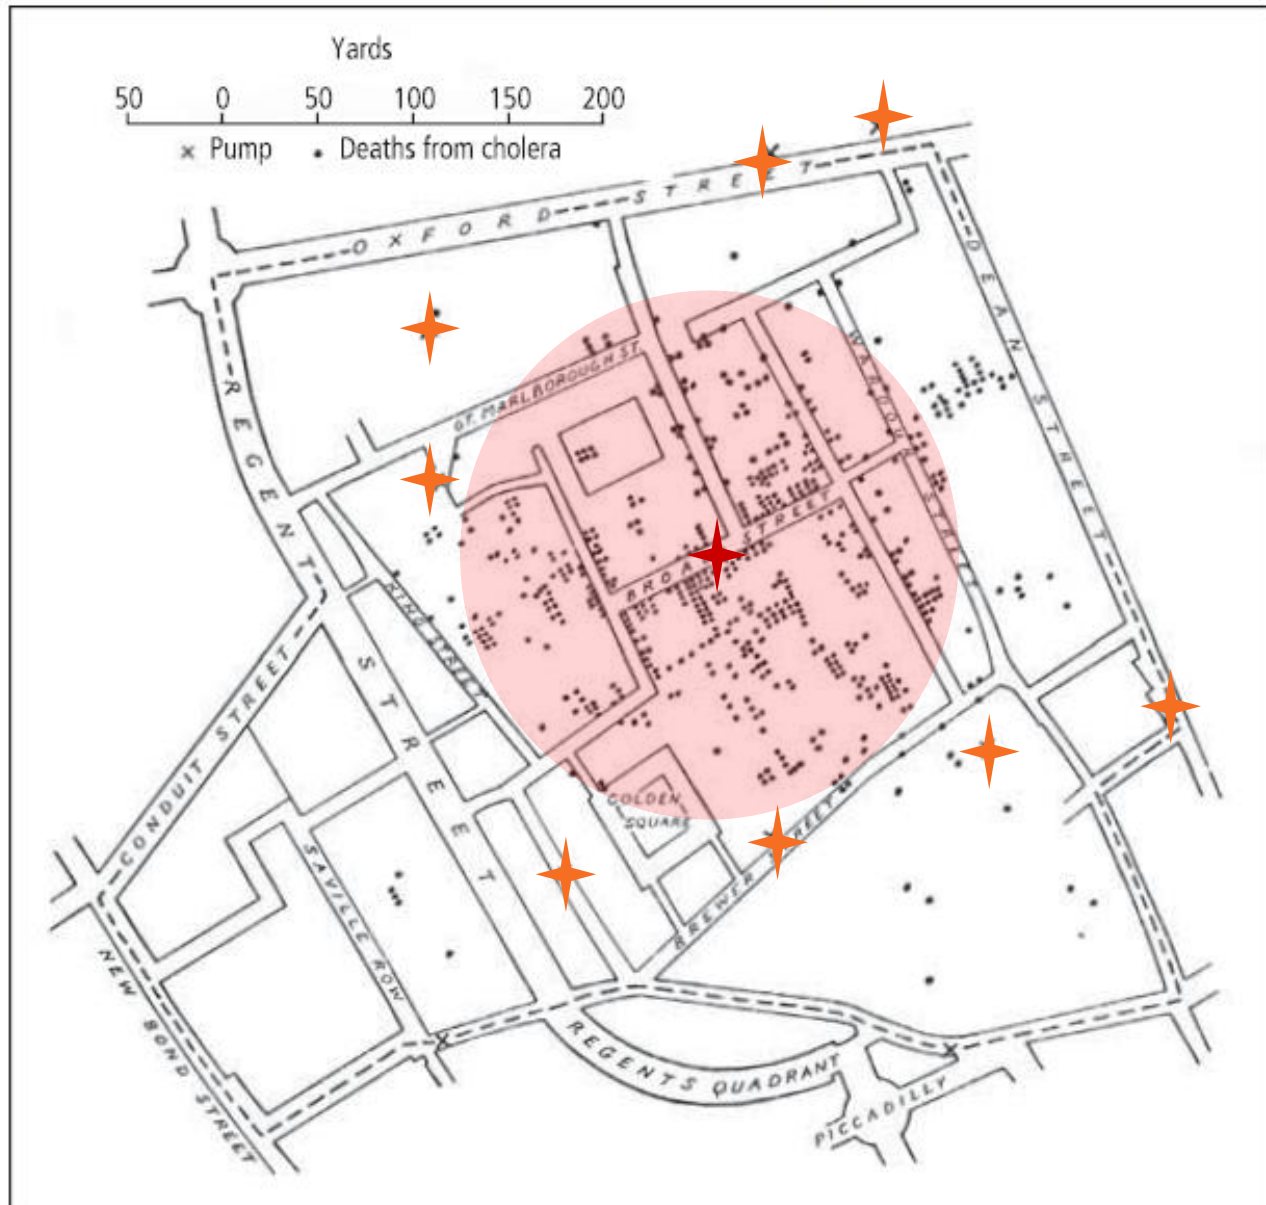 Yards
50 0 50 100 150 200
× Pump • Deaths from cholera
OXFORD STREET
DEAN STREET
REGENT STREET
GT. MARLBOROUGH ST.
WARDOUR STREET
BROAD STREET
KING STREET
CONDUIT STREET
GOLDEN
SQUARE
SAVILLE ROW
BREWER STREET
NEW BOND STREET
REGENTS QUADRANT
PICCADILLY